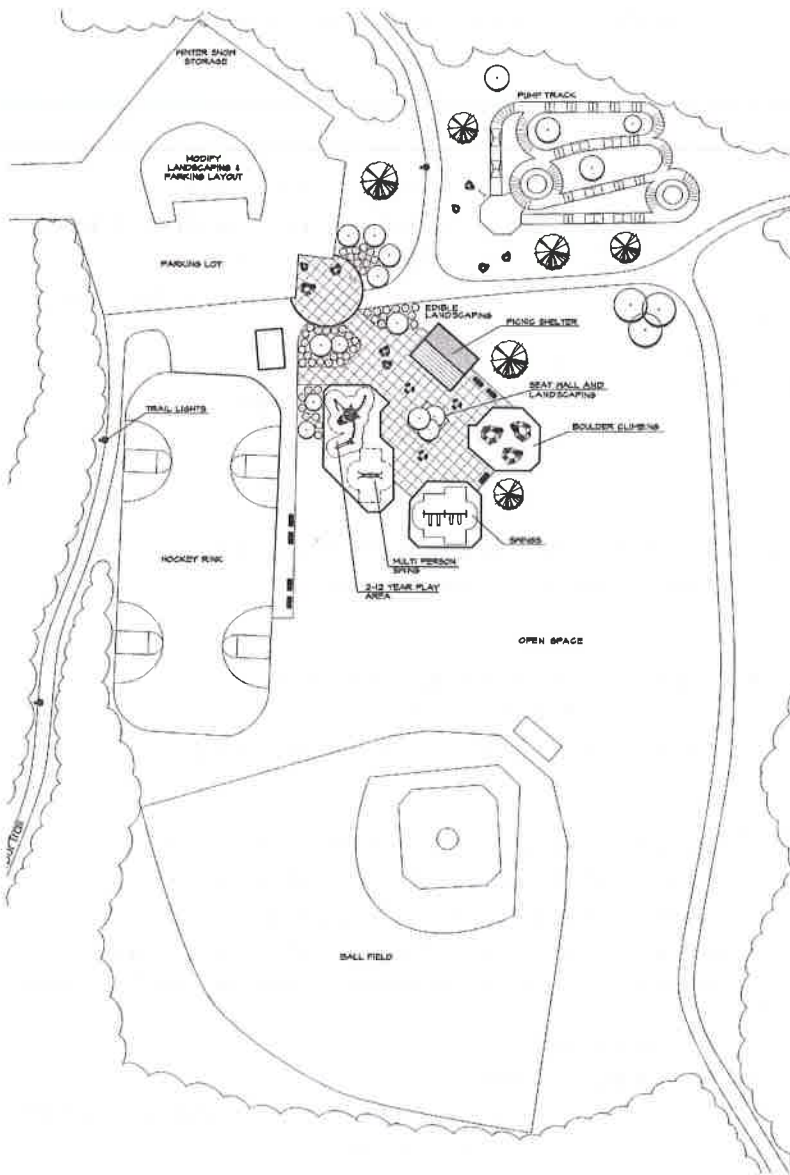 WINTER SNOW
STORAGE
PUMP TRACK
MODIFY
LANDSCAPING &
PARKING LAYOUT
PARKING LOT
EDIBLE
LANDSCAPING
PICNIC SHELTER
SEAT WALL AND
LANDSCAPING
TRAIL LIGHTS
BOULDER CLIMBING
SWINGS
HOCKEY RINK
MULTI PERSON
SWING
2-12 YEAR PLAY
AREA
OPEN SPACE
BALL FIELD